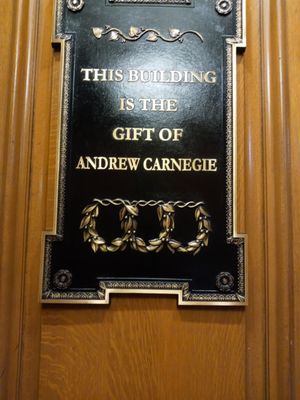 THIS BUILDING
IS THE
GIFT OF
ANDREW CARNEGIE